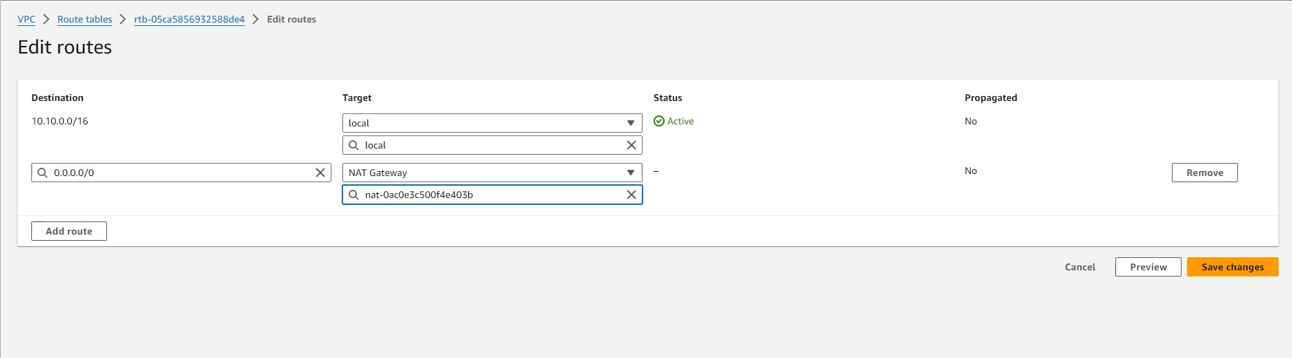 VPC > Route tables > rtb-05ca5856932588de4 > Edit routes
Edit routes
Destination Target Status Propagated
10.10.0.0/16 local Active No
local
0.0.0.0/0 NAT Gateway – No Remove
nat-0ac0e3c500f4e403b
Add route
Cancel Preview Save changes